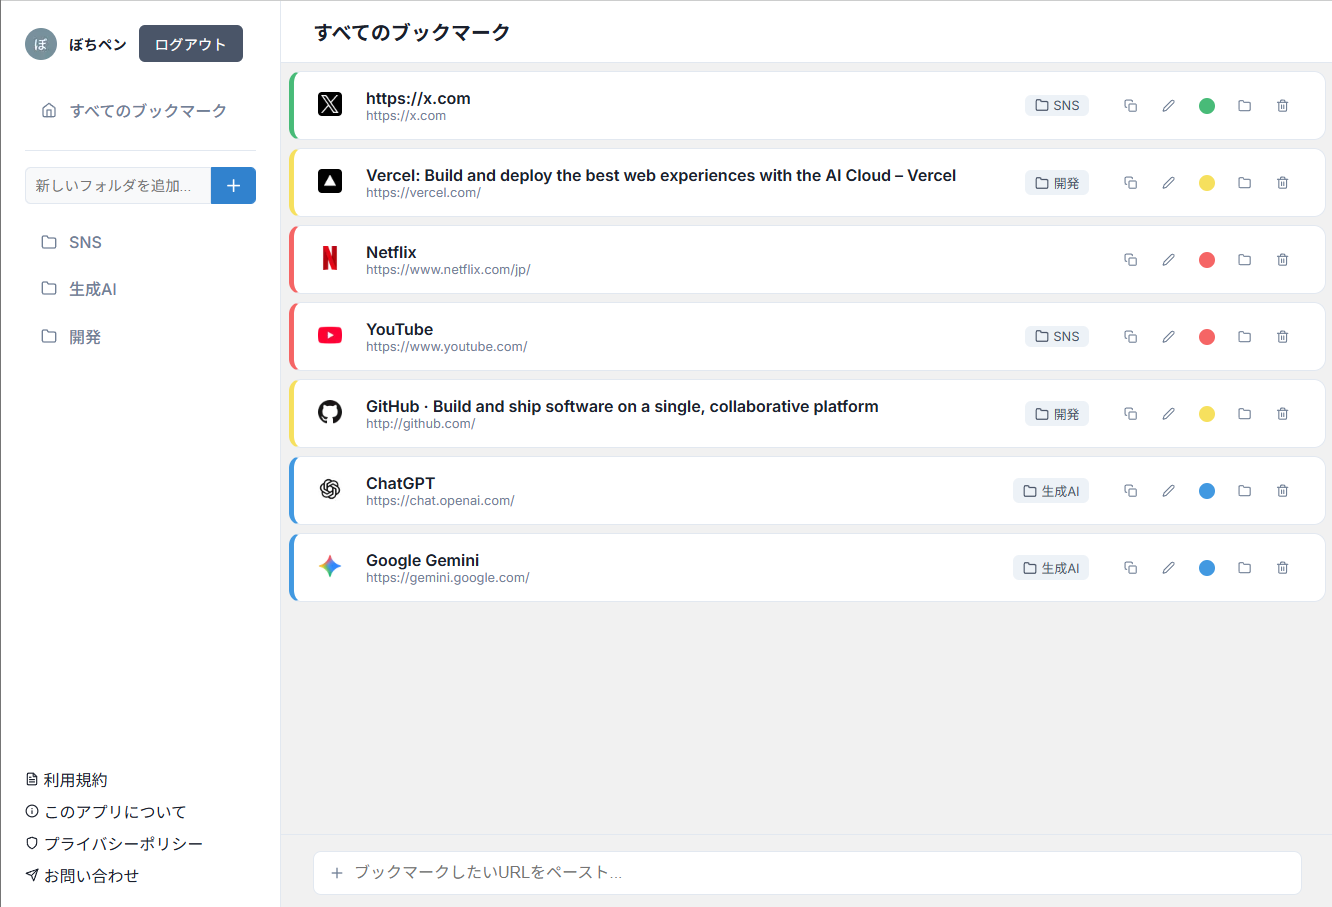 ぼ
ぼちペン
ログアウト
すべてのブックマーク
新しいフォルダを追加...
SNS
生成AI
開発
利用規約
このアプリについて
プライバシーポリシー
お問い合わせ
すべてのブックマーク
https://x.com
https://x.com
SNS
Vercel: Build and deploy the best web experiences with the AI Cloud – Vercel
https://vercel.com/
開発
Netflix
https://www.netflix.com/jp/
YouTube
https://www.youtube.com/
SNS
GitHub · Build and ship software on a single, collaborative platform
http://github.com/
開発
ChatGPT
https://chat.openai.com/
生成AI
Google Gemini
https://gemini.google.com/
生成AI
ブックマークしたいURLをペースト...